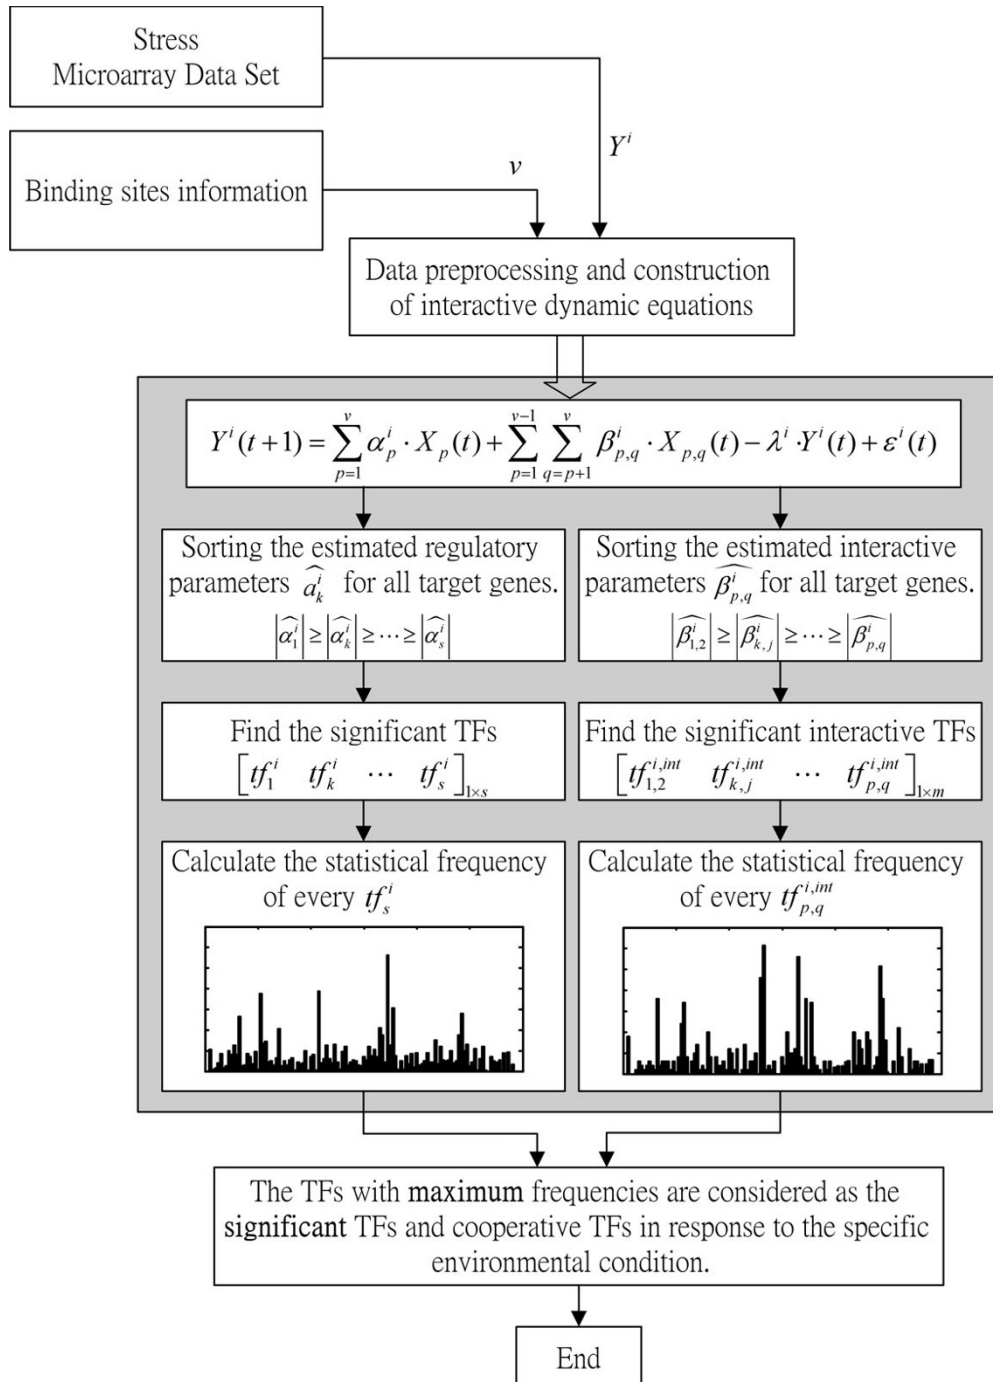 Stress
Microarray Data Set
Y^i
Binding sites information
v
Data preprocessing and construction
of interactive dynamic equations
Y^i(t+1) = \sum_{p=1}^{v} α_p^i · X_p(t) + \sum_{p=1}^{v-1} \sum_{q=p+1}^{v} β_{p,q}^i · X_{p,q}(t) − λ^i · Y^i(t) + ε^i(t)
Sorting the estimated regulatory
parameters \widehat{a_k^i} for all target genes.
|\widehat{α_1^i}| ≥ |\widehat{α_k^i}| ≥ ⋯ ≥ |\widehat{α_s^i}|
Sorting the estimated interactive
parameters \widehat{β_{p,q}^i} for all target genes.
|\widehat{β_{1,2}^i}| ≥ |\widehat{β_{k,j}^i}| ≥ ⋯ ≥ |\widehat{β_{p,q}^i}|
Find the significant TFs
[tf_1^i tf_k^i ⋯ tf_s^i]_{1×s}
Find the significant interactive TFs
[tf_{1,2}^{i,int} tf_{k,j}^{i,int} ⋯ tf_{p,q}^{i,int}]_{1×m}
Calculate the statistical frequency
of every tf_s^i
Calculate the statistical frequency
of every tf_{p,q}^{i,int}
The TFs with maximum frequencies are considered as the
significant TFs and cooperative TFs in response to the specific
environmental condition.
End